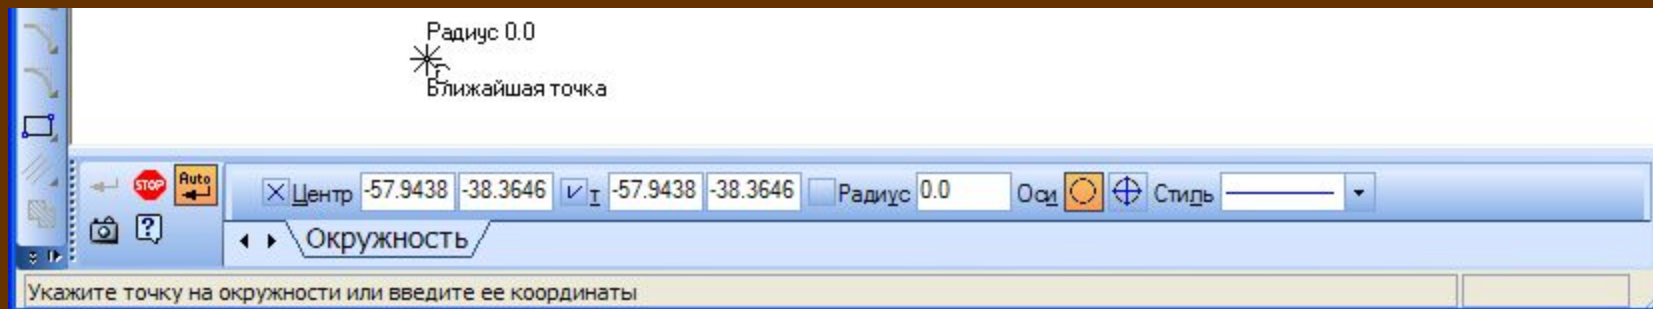 Радиус 0.0
Ближайшая точка
STOP Auto Центр -57.9438 -38.3646 т -57.9438 -38.3646 Радиус 0.0 Оси Стиль
Окружность
Укажите точку на окружности или введите ее координаты